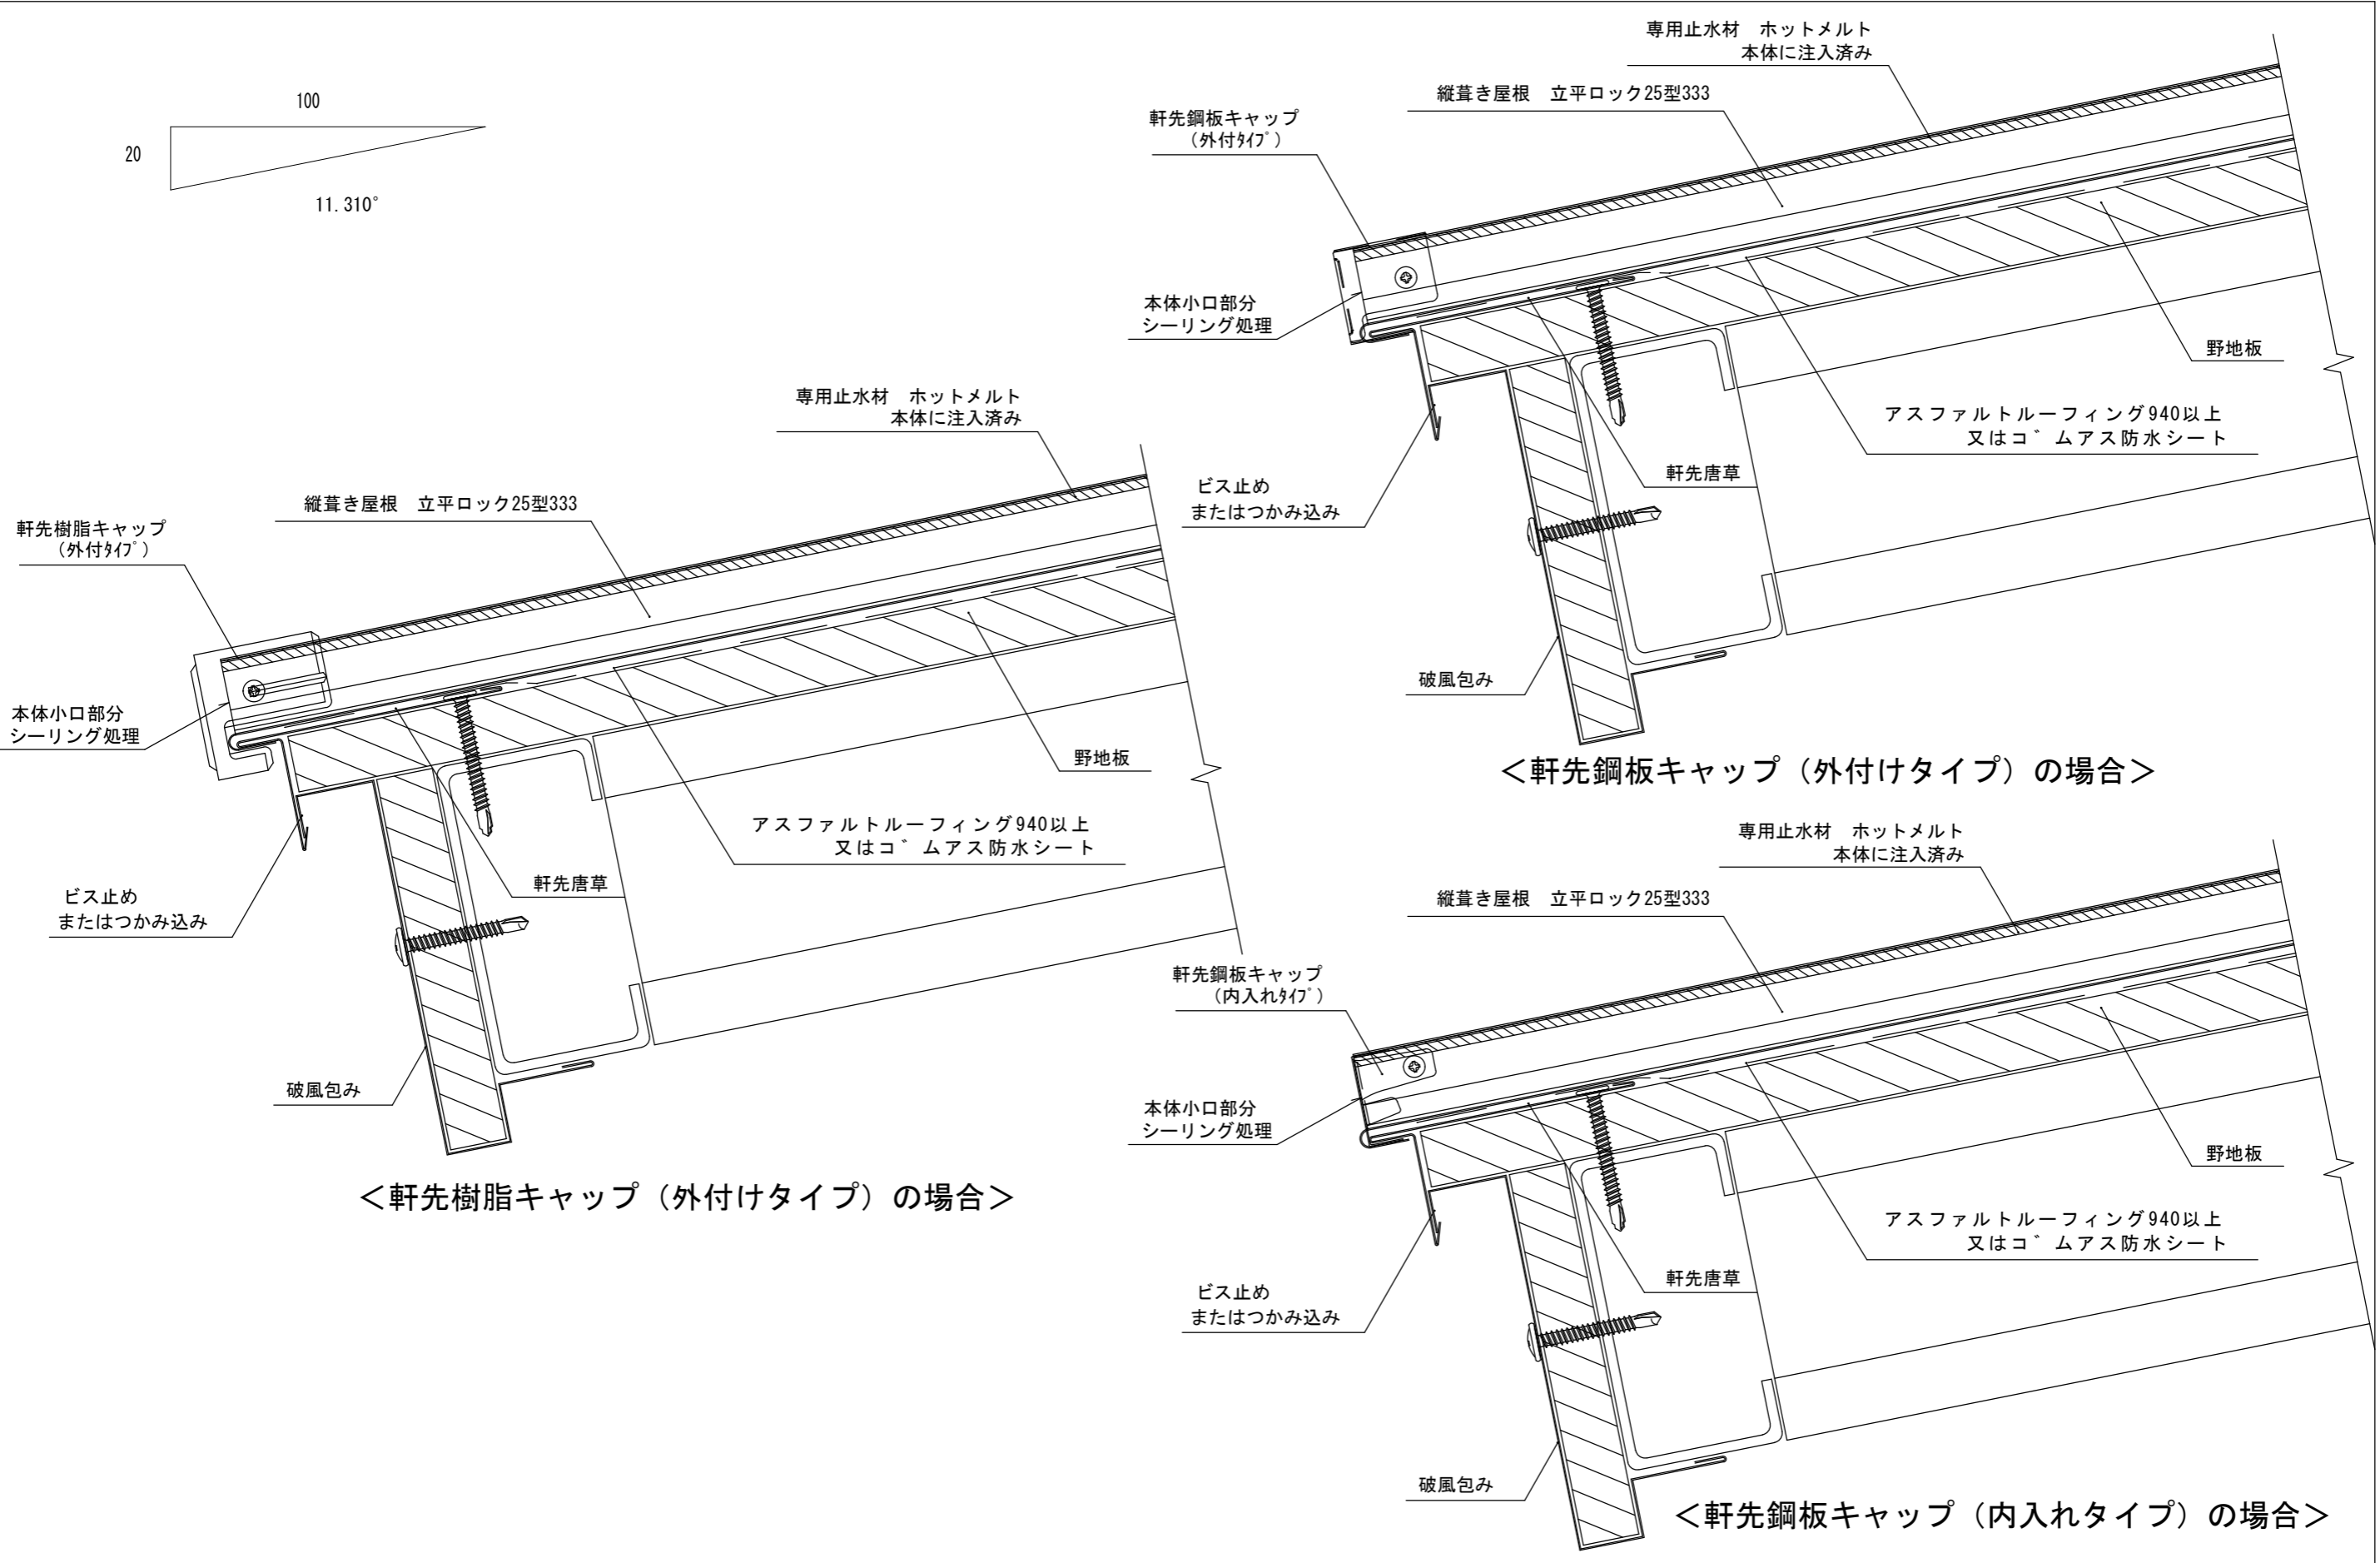 100
20
11.310°
専用止水材　ホットメルト
本体に注入済み
縦葺き屋根　立平ロック25型333
軒先樹脂キャップ
（外付ﾀｲﾌﾟ）
本体小口部分
シーリング処理
野地板
アスファルトルーフィング940以上
又はコ゛ムアス防水シート
軒先唐草
ビス止め
またはつかみ込み
破風包み
＜軒先樹脂キャップ（外付けタイプ）の場合＞
専用止水材　ホットメルト
本体に注入済み
縦葺き屋根　立平ロック25型333
軒先鋼板キャップ
（外付ﾀｲﾌﾟ）
本体小口部分
シーリング処理
野地板
アスファルトルーフィング940以上
又はコ゛ムアス防水シート
軒先唐草
ビス止め
またはつかみ込み
破風包み
＜軒先鋼板キャップ（外付けタイプ）の場合＞
専用止水材　ホットメルト
本体に注入済み
縦葺き屋根　立平ロック25型333
軒先鋼板キャップ
（内入れﾀｲﾌﾟ）
本体小口部分
シーリング処理
野地板
アスファルトルーフィング940以上
又はコ゛ムアス防水シート
軒先唐草
ビス止め
またはつかみ込み
破風包み
＜軒先鋼板キャップ（内入れタイプ）の場合＞